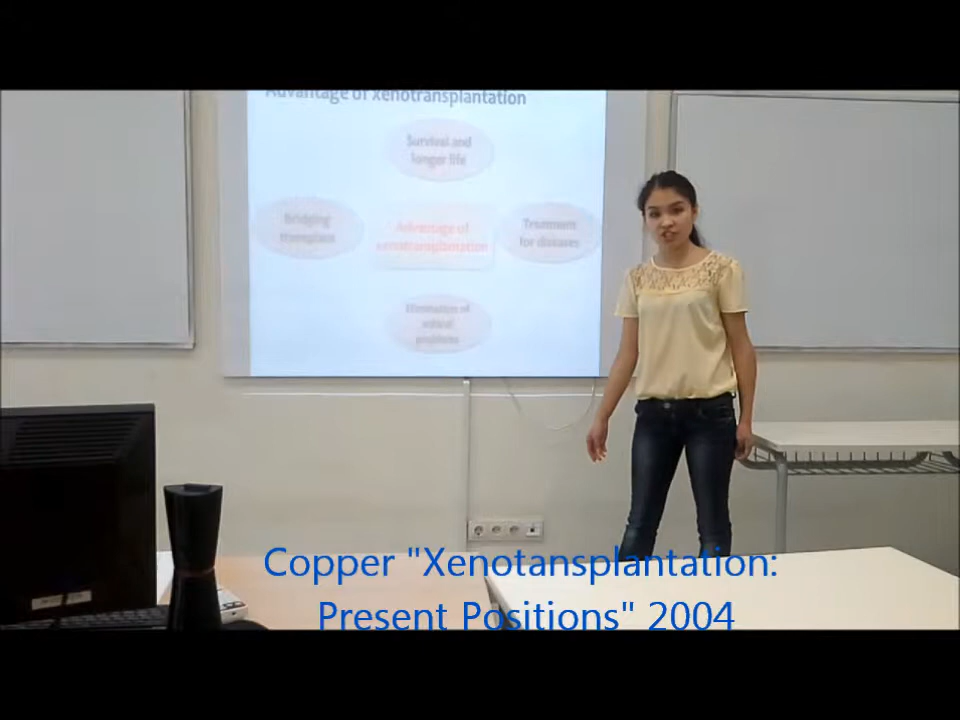 Advantage of xenotransplantation
Survival and
longer life
Bridging
transplant
Advantage of
xenotransplantation
Treatment
for diseases
Elimination of
ethical
problems
Copper "Xenotansplantation:
Present Positions" 2004